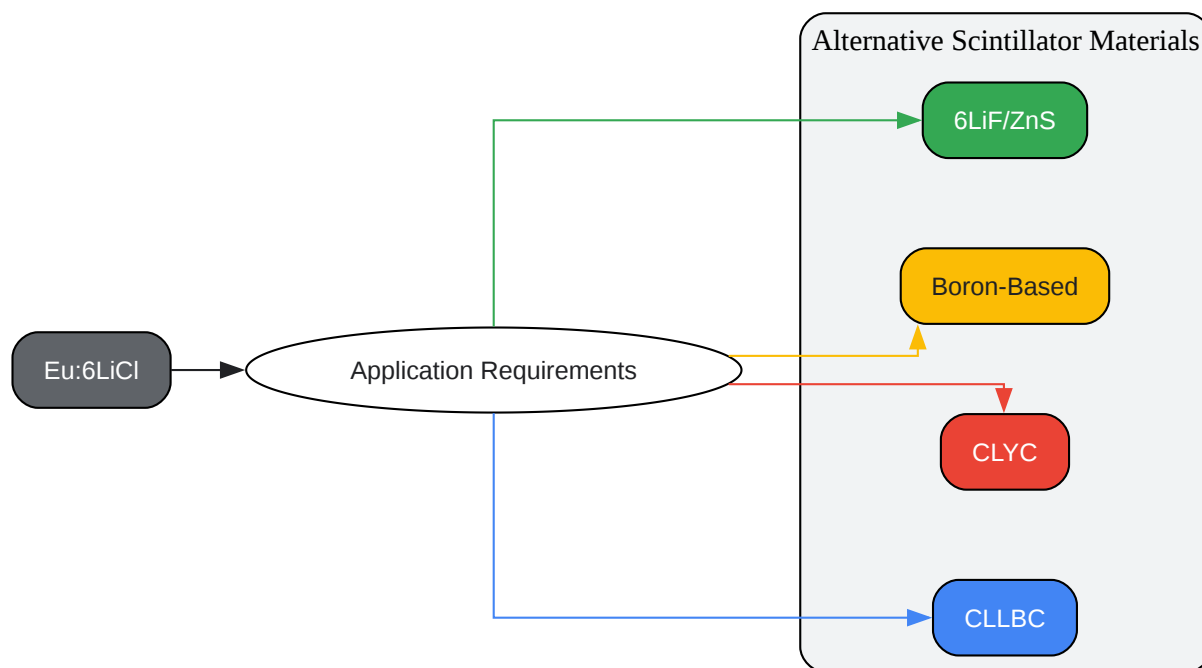 Alternative Scintillator Materials
6LiF/ZnS
Boron-Based
Eu:6LiCl
Application Requirements
CLYC
CLLBC